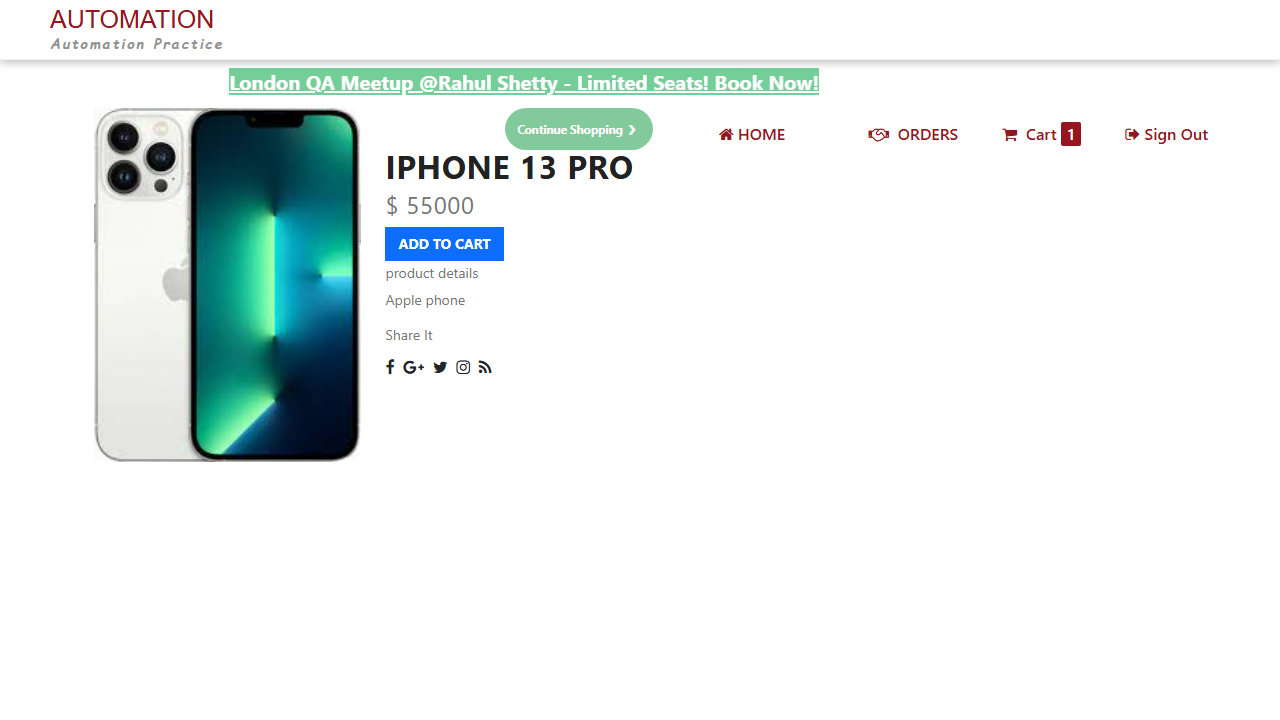 AUTOMATION
Automation Practice
London QA Meetup @Rahul Shetty - Limited Seats! Book Now!
Continue Shopping ❯
HOME
ORDERS
Cart 1
Sign Out
IPHONE 13 PRO
$ 55000
ADD TO CART
product details
Apple phone
Share It